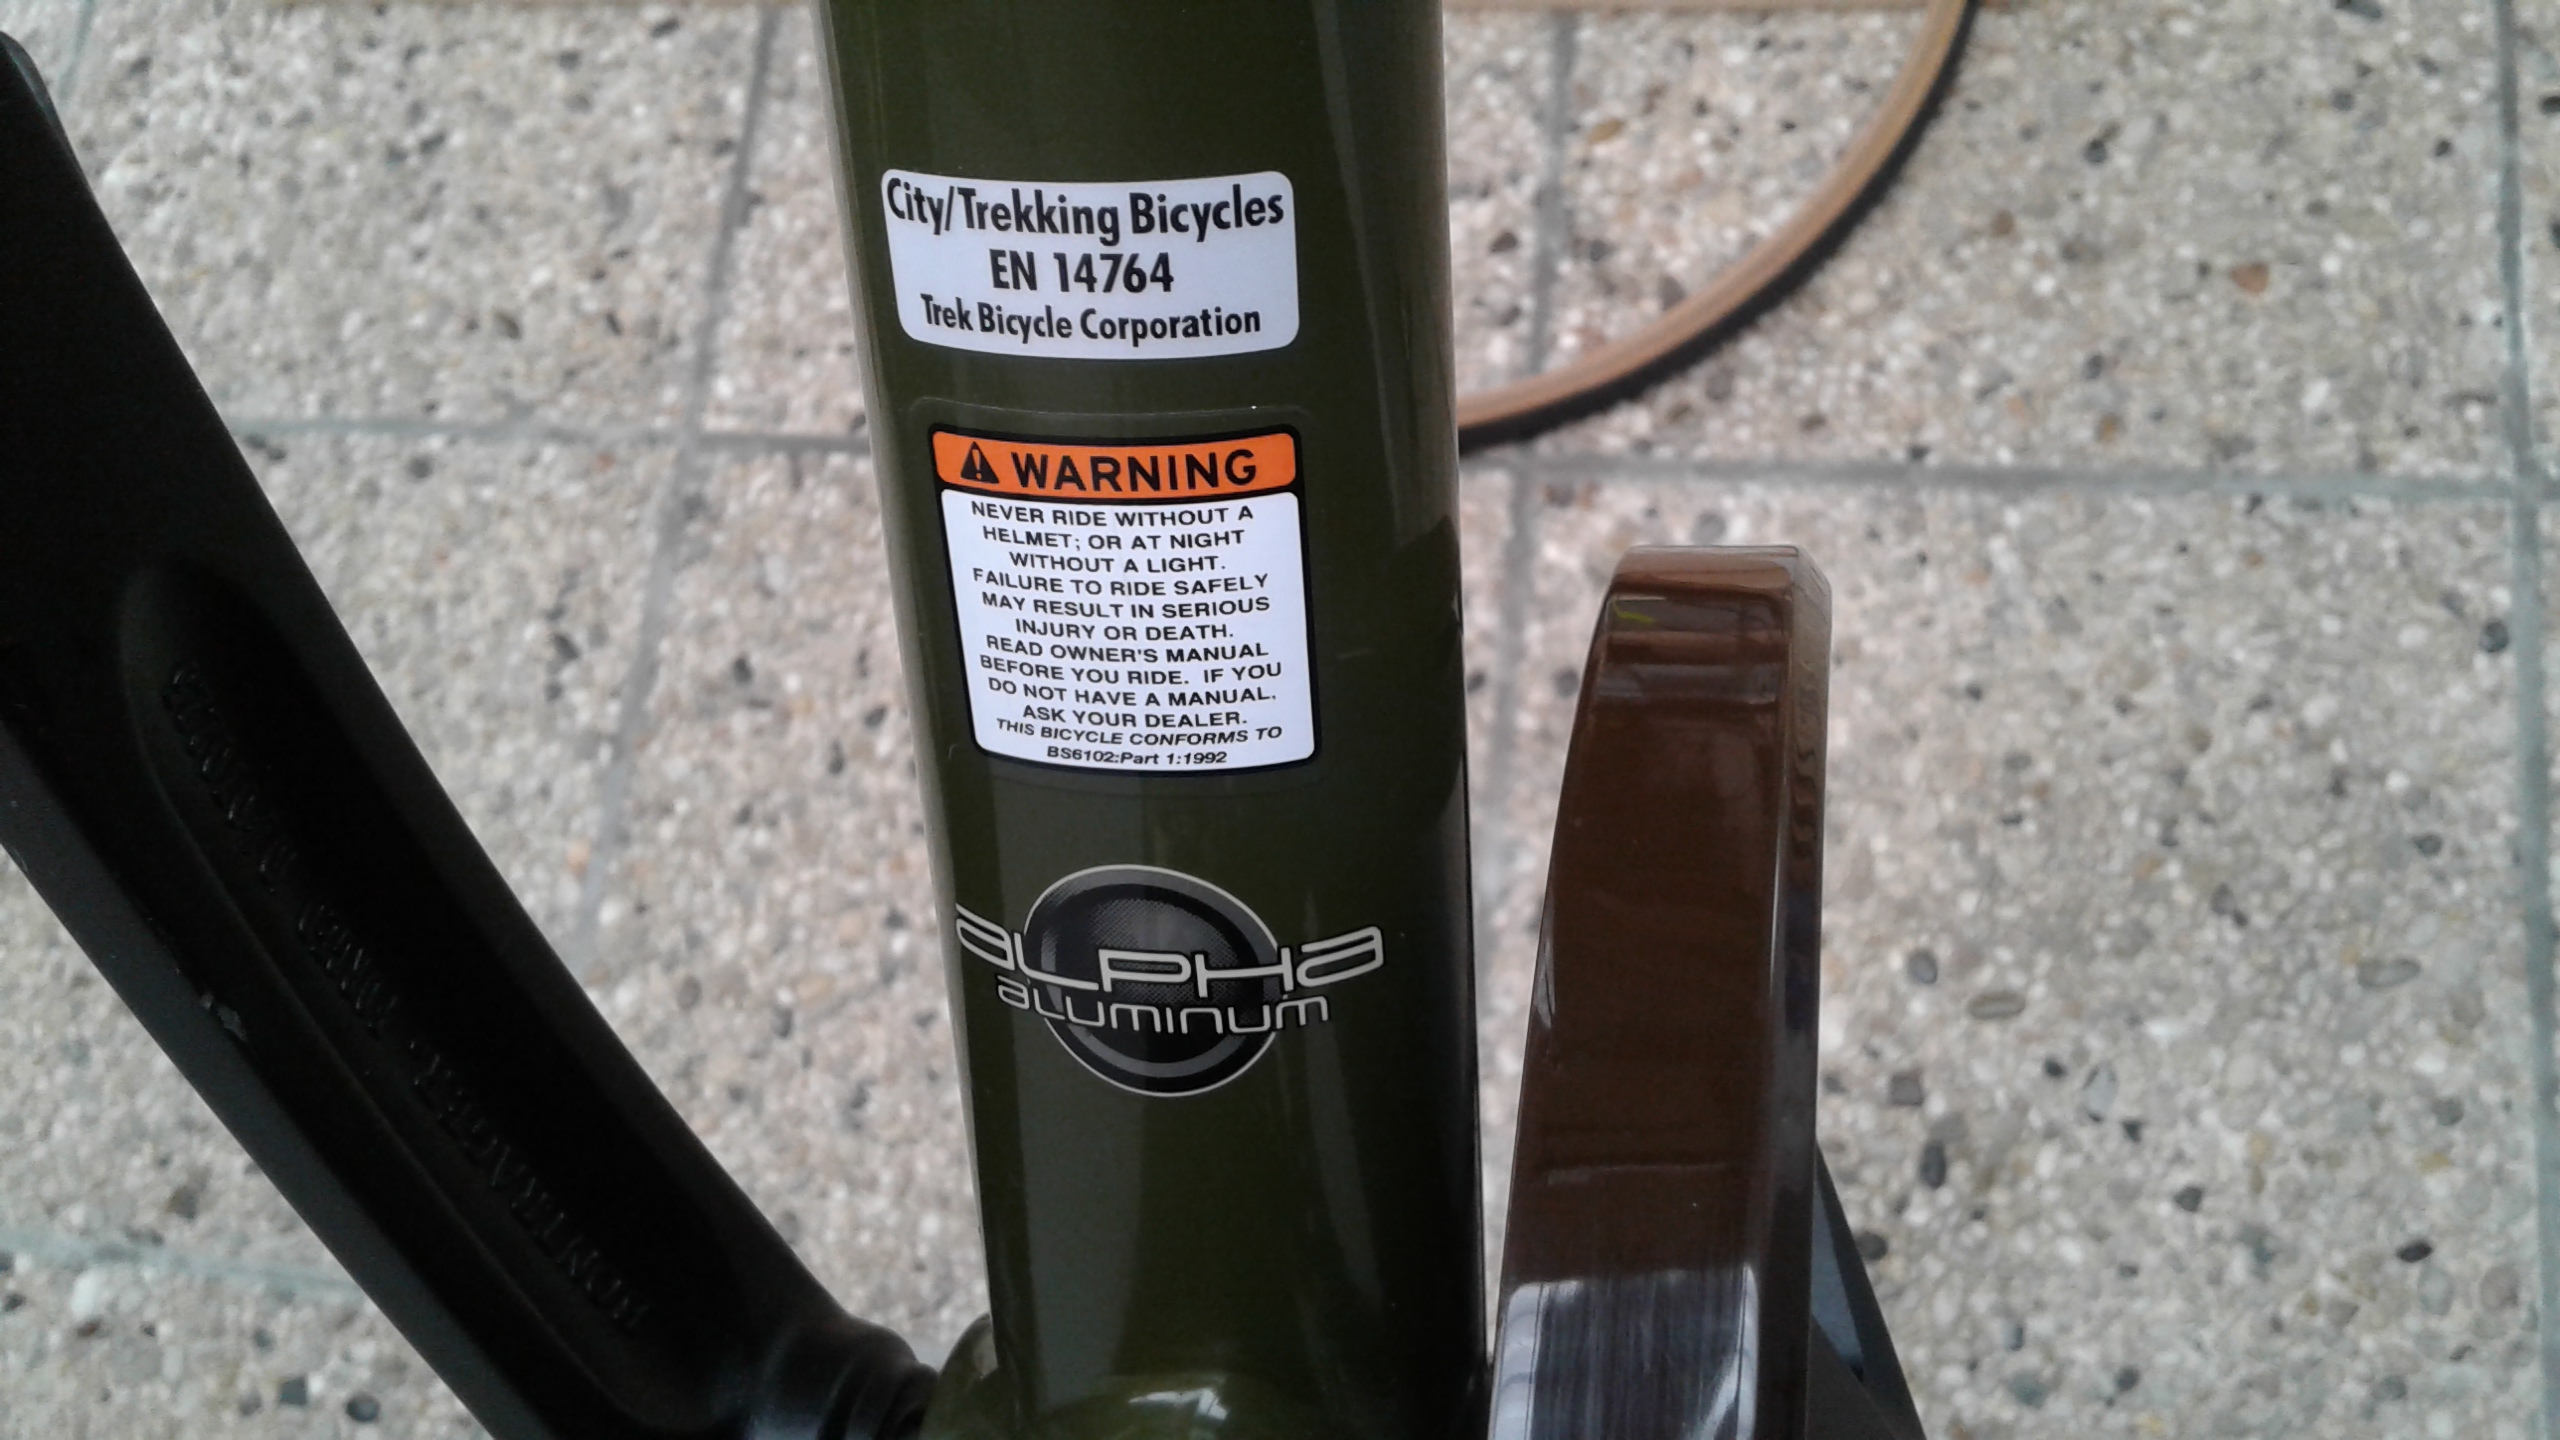 City/Trekking Bicycles
EN 14764
Trek Bicycle Corporation
WARNING
NEVER RIDE WITHOUT A
HELMET; OR AT NIGHT
WITHOUT A LIGHT.
FAILURE TO RIDE SAFELY
MAY RESULT IN SERIOUS
INJURY OR DEATH.
READ OWNER'S MANUAL
BEFORE YOU RIDE. IF YOU
DO NOT HAVE A MANUAL,
ASK YOUR DEALER.
THIS BICYCLE CONFORMS TO
BS6102:Part 1:1992
ALPHA
aluminum
BONTRAGER